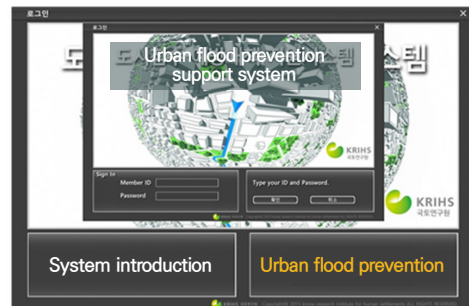 로그인
로그인
Urban flood prevention
support system
스템
KRIHS
국토연구원
Sign In
Member ID
Password
Type your ID and Password.
확인
취소
KRIHS
국토연구원
System introduction
Urban flood prevention